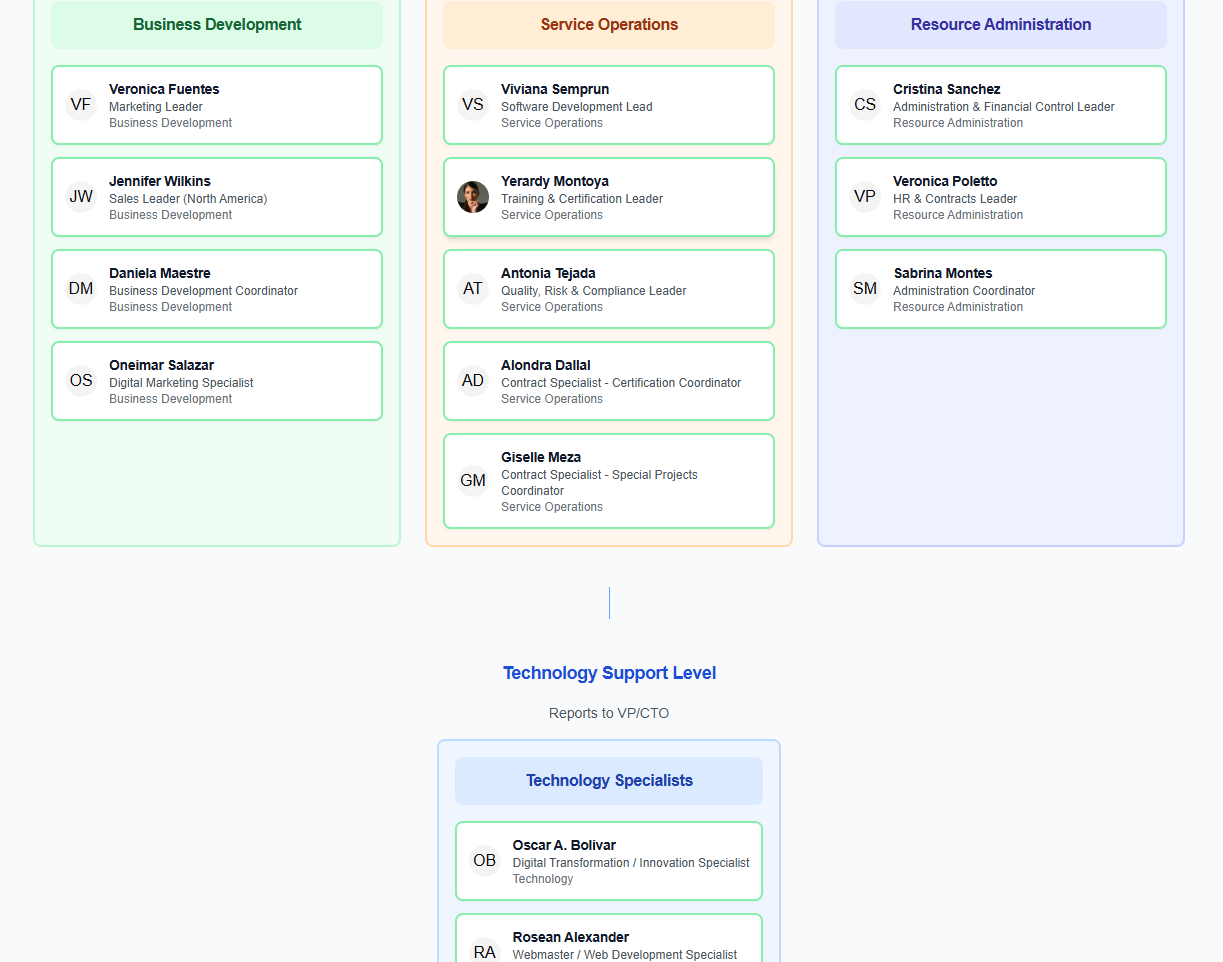 Business Development
VF
Veronica Fuentes
Marketing Leader
Business Development
JW
Jennifer Wilkins
Sales Leader (North America)
Business Development
DM
Daniela Maestre
Business Development Coordinator
Business Development
OS
Oneimar Salazar
Digital Marketing Specialist
Business Development
Service Operations
VS
Viviana Semprun
Software Development Lead
Service Operations
Yerardy Montoya
Training & Certification Leader
Service Operations
AT
Antonia Tejada
Quality, Risk & Compliance Leader
Service Operations
AD
Alondra Dallal
Contract Specialist - Certification Coordinator
Service Operations
GM
Giselle Meza
Contract Specialist - Special Projects
Coordinator
Service Operations
Resource Administration
CS
Cristina Sanchez
Administration & Financial Control Leader
Resource Administration
VP
Veronica Poletto
HR & Contracts Leader
Resource Administration
SM
Sabrina Montes
Administration Coordinator
Resource Administration
Technology Support Level
Reports to VP/CTO
Technology Specialists
OB
Oscar A. Bolivar
Digital Transformation / Innovation Specialist
Technology
RA
Rosean Alexander
Webmaster / Web Development Specialist